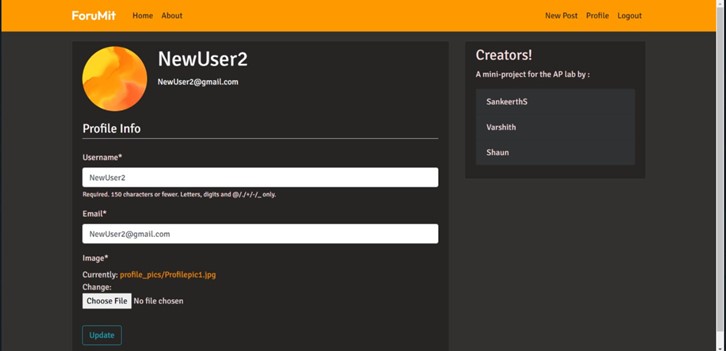 ForuMit Home About New Post Profile Logout
NewUser2
NewUser2@gmail.com
Profile Info
Username*
NewUser2
Required. 150 characters or fewer. Letters, digits and @/./+/-/_ only.
Email*
NewUser2@gmail.com
Image*
Currently: profile_pics/Profilepic1.jpg
Change:
Choose File No file chosen
Update
Creators!
A mini-project for the AP lab by :
SankeerthS
Varshith
Shaun